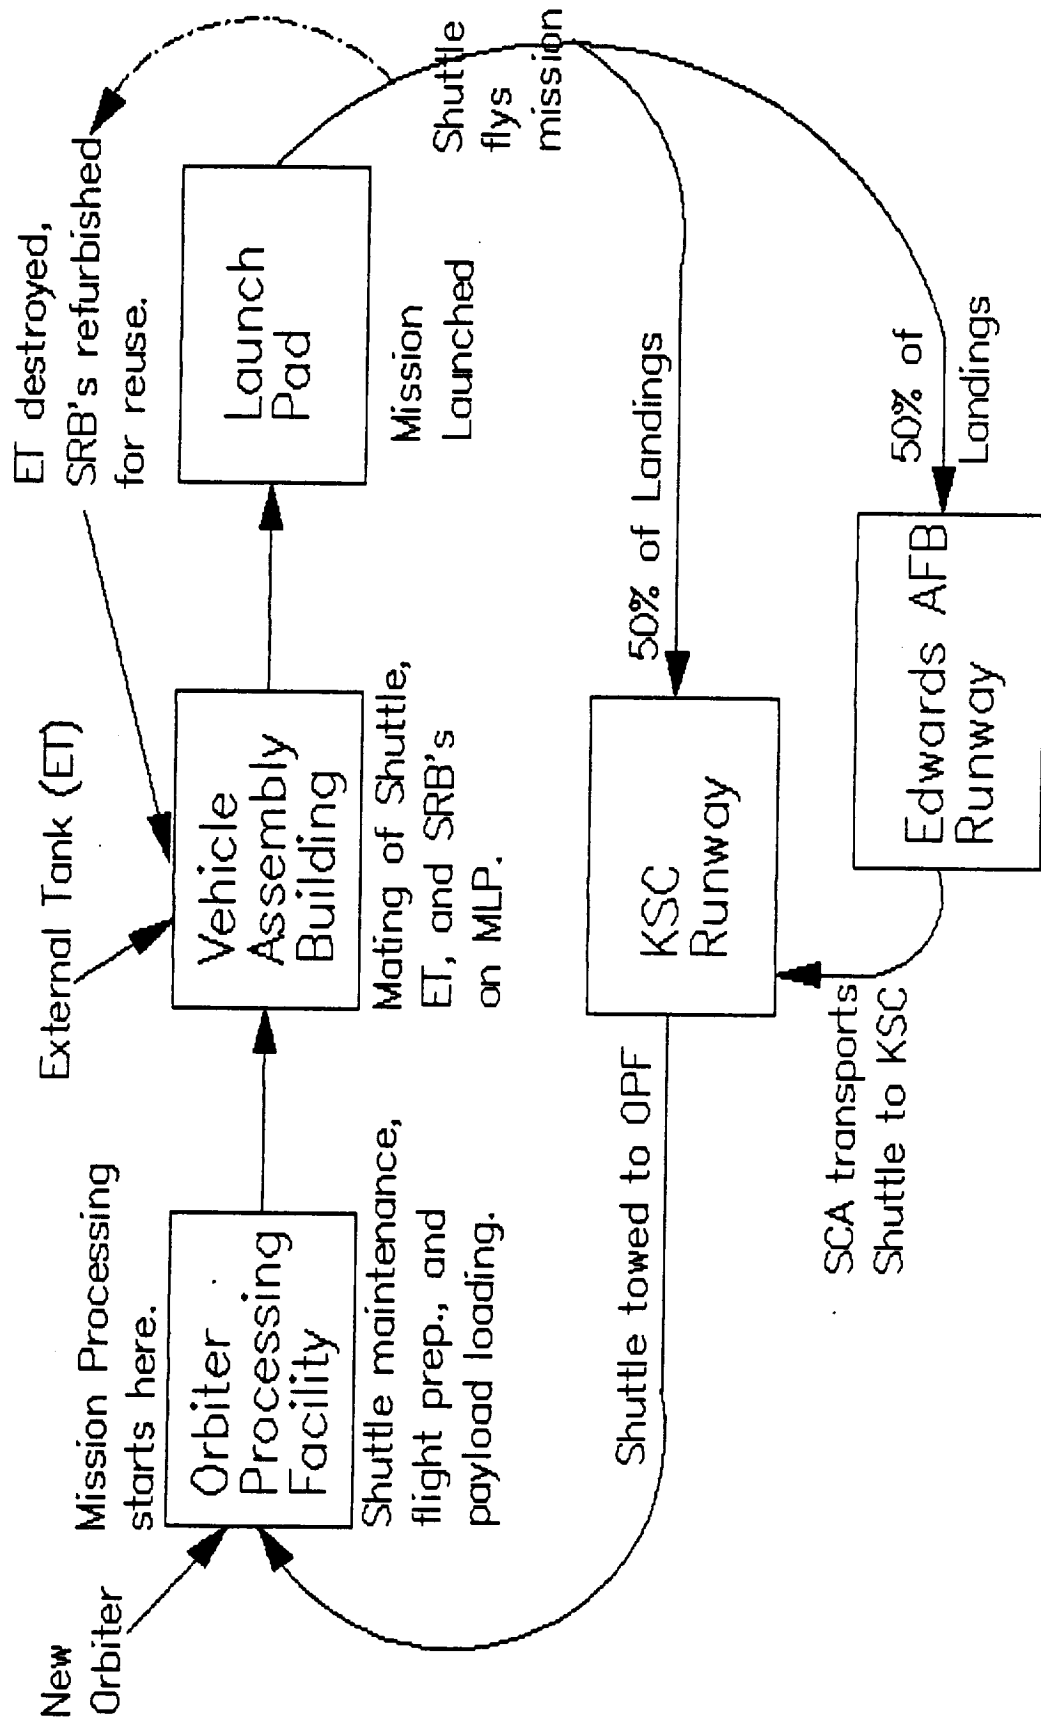 New
Orbiter
Mission Processing
starts here.
Orbiter
Processing
Facility
Shuttle maintenance,
flight prep., and
payload loading.
External Tank (ET)
Vehicle
Assembly
Building
Mating of Shuttle,
ET, and SRB's
on MLP.
ET destroyed,
SRB's refurbished
for reuse.
Launch
Pad
Mission
Launched
Shuttle
flys
mission
50% of Landings
50% of
Landings
KSC
Runway
Edwards AFB
Runway
SCA transports
Shuttle to KSC
Shuttle towed to OPF